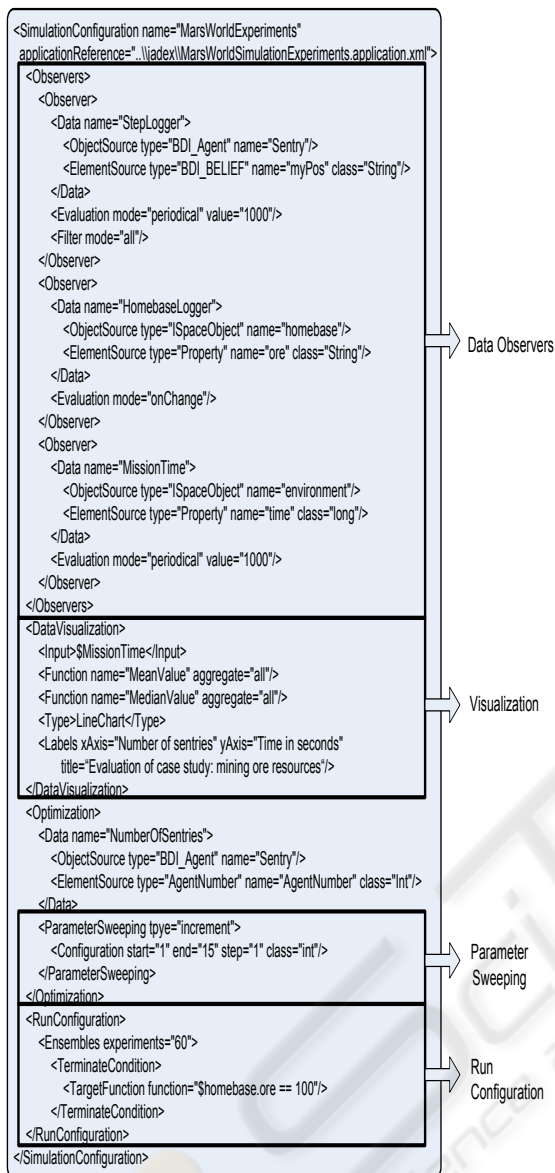 <SimulationConfiguration name="MarsWorldExperiments"
applicationReference="..\\jadex\\MarsWorldSimulationExperiments.application.xml">
<Observers>
<Observer>
<Data name="StepLogger">
<ObjectSource type="BDI_Agent" name="Sentry"/>
<ElementSource type="BDI_BELIEF" name="myPos" class="String"/>
</Data>
<Evaluation mode="periodical" value="1000"/>
<Filter mode="all"/>
</Observer>
<Observer>
<Data name="HomebaseLogger">
<ObjectSource type="ISpaceObject" name="homebase"/>
<ElementSource type="Property" name="ore" class="String"/>
</Data>
<Evaluation mode="onChange"/>
</Observer>
<Observer>
<Data name="MissionTime">
<ObjectSource type="ISpaceObject" name="environment"/>
<ElementSource type="Property" name="time" class="long"/>
</Data>
<Evaluation mode="periodical" value="1000"/>
</Observer>
</Observers>
Data Observers
<DataVisualization>
<Input>$MissionTime</Input>
<Function name="MeanValue" aggregate="all"/>
<Function name="MedianValue" aggregate="all"/>
<Type>LineChart</Type>
<Labels xAxis="Number of sentries" yAxis="Time in seconds"
title="Evaluation of case study: mining ore resources"/>
</DataVisualization>
Visualization
<Optimization>
<Data name="NumberOfSentries">
<ObjectSource type="BDI_Agent" name="Sentry"/>
<ElementSource type="AgentNumber" name="AgentNumber" class="Int"/>
</Data>
<ParameterSweeping tpye="increment">
<Configuration start="1" end="15" step="1" class="int"/>
</ParameterSweeping>
</Optimization>
Parameter
Sweeping
<RunConfiguration>
<Ensembles experiments="60">
<TerminateCondition>
<TargetFunction function="$homebase.ore == 100"/>
</TerminateCondition>
</RunConfiguration>
Run
Configuration
</SimulationConfiguration>